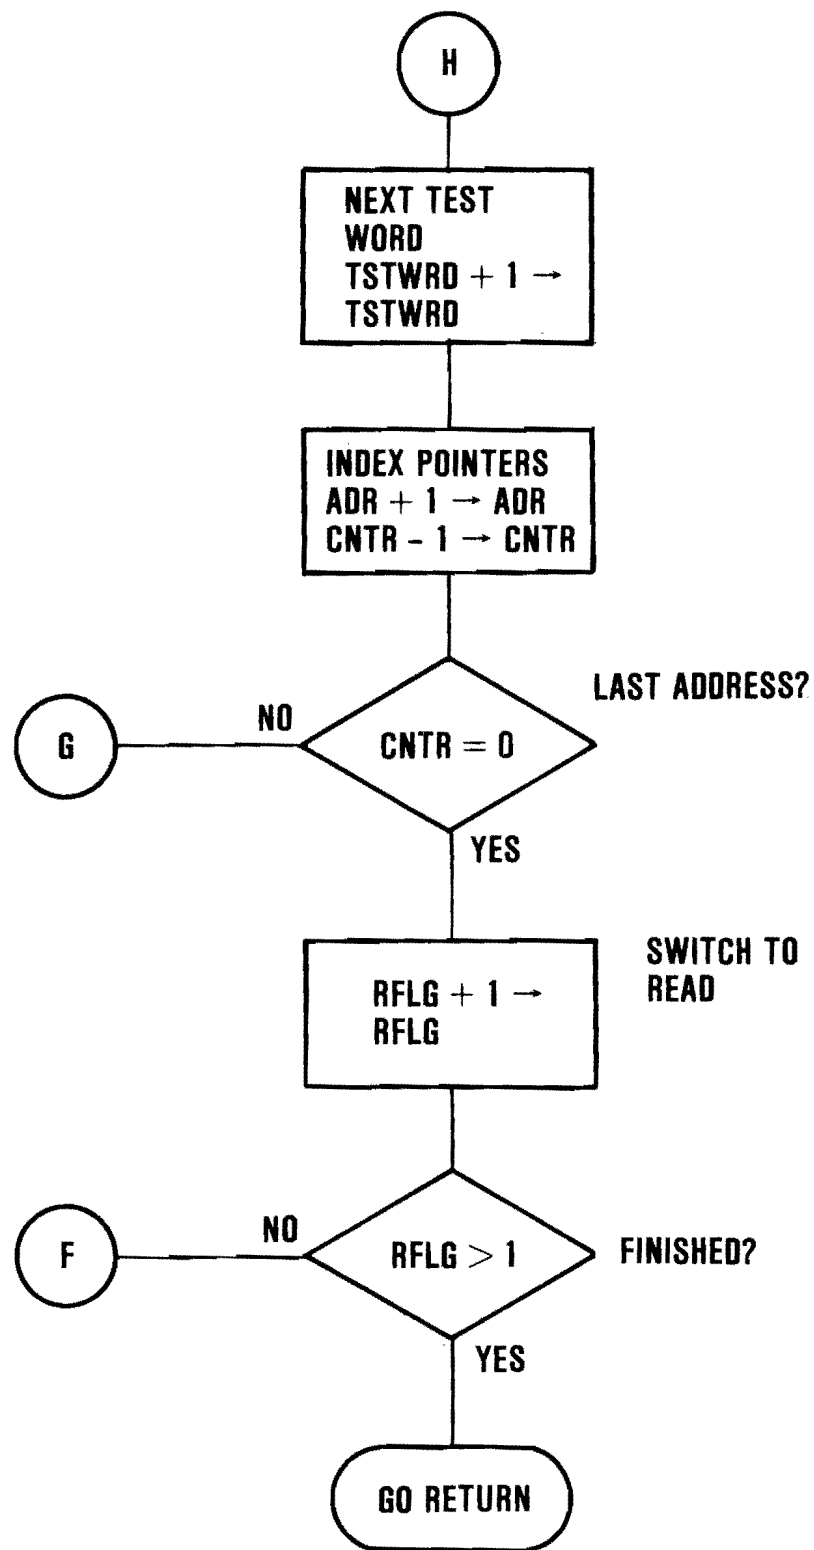 H
NEXT TEST
WORD
TSTWRD + 1 →
TSTWRD
INDEX POINTERS
ADR + 1 → ADR
CNTR - 1 → CNTR
LAST ADDRESS?
G
NO
CNTR = 0
YES
SWITCH TO
READ
RFLG + 1 →
RFLG
F
NO
RFLG > 1
FINISHED?
YES
GO RETURN